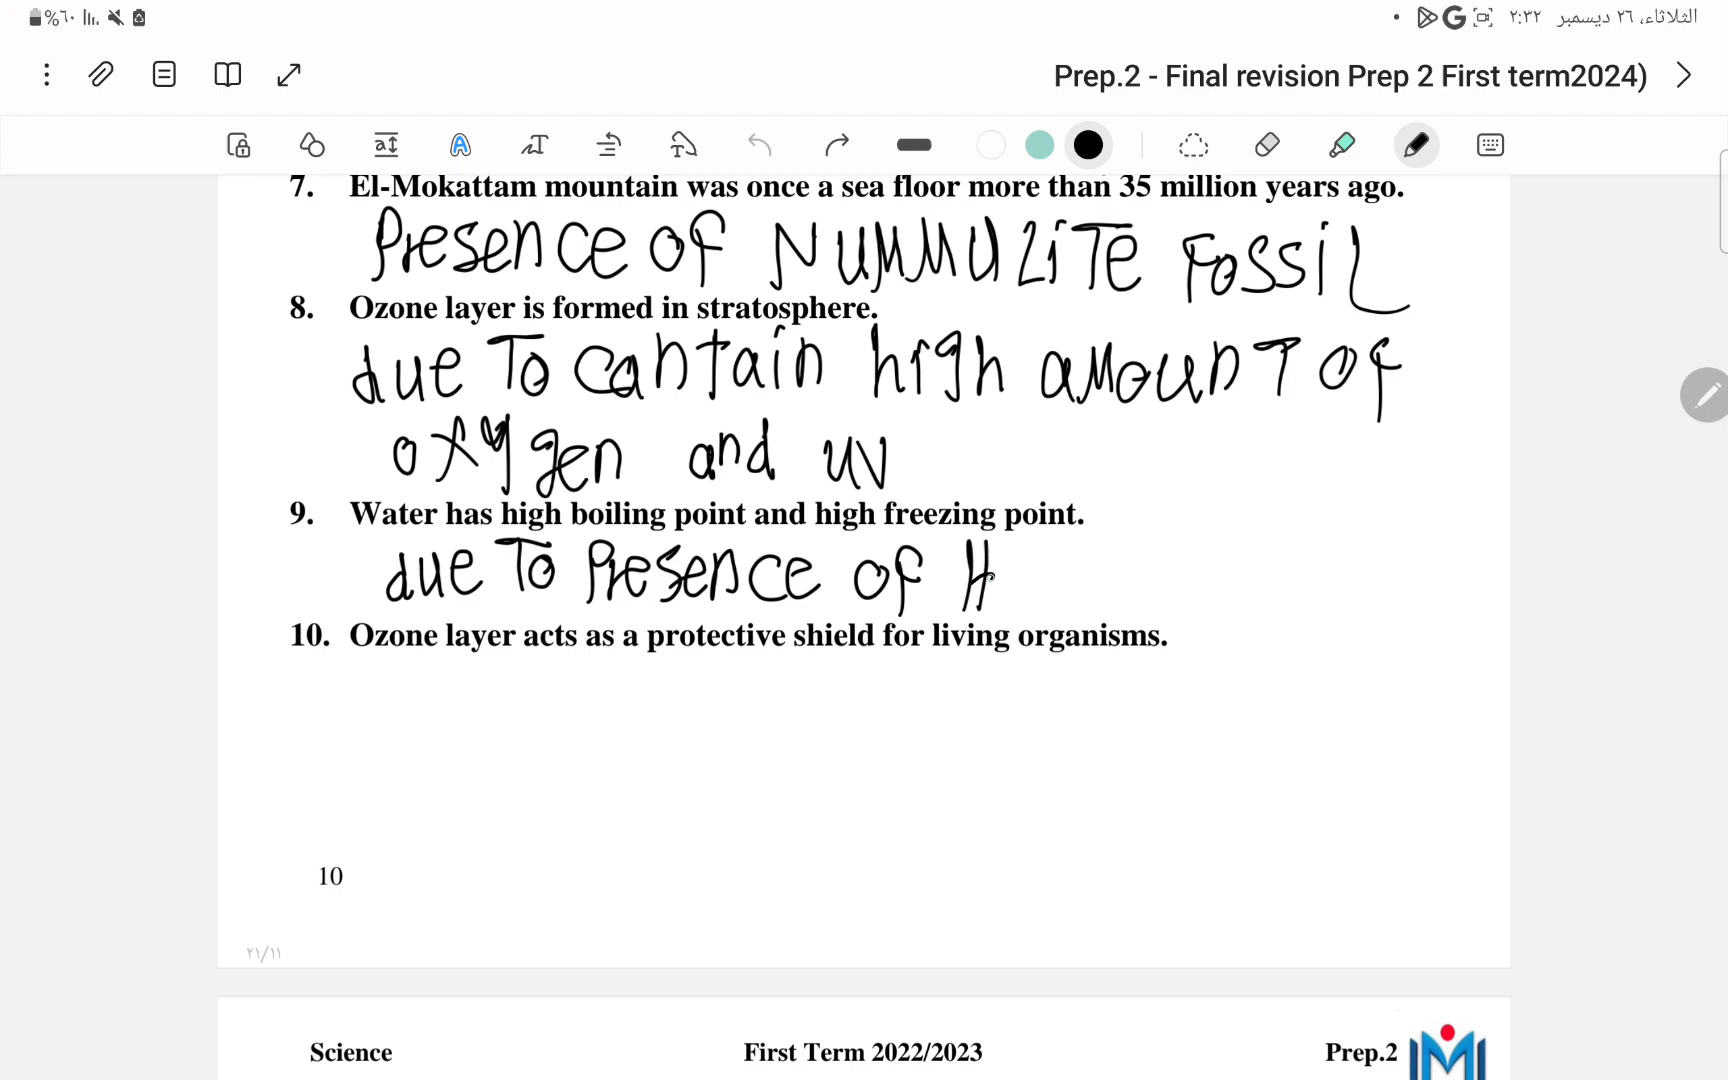 %٦٠
٢:٣٢ الثلاثاء، ٢٦ ديسمبر
Prep.2 - Final revision Prep 2 First term2024)
7. El-Mokattam mountain was once a sea floor more than 35 million years ago.
Presence of NUMMULiTE Fossil
8. Ozone layer is formed in stratosphere.
due To cantain high amount of
oxygen and UV
9. Water has high boiling point and high freezing point.
due To Presence of H
10. Ozone layer acts as a protective shield for living organisms.
10
٢١/١١
Science First Term 2022/2023 Prep.2